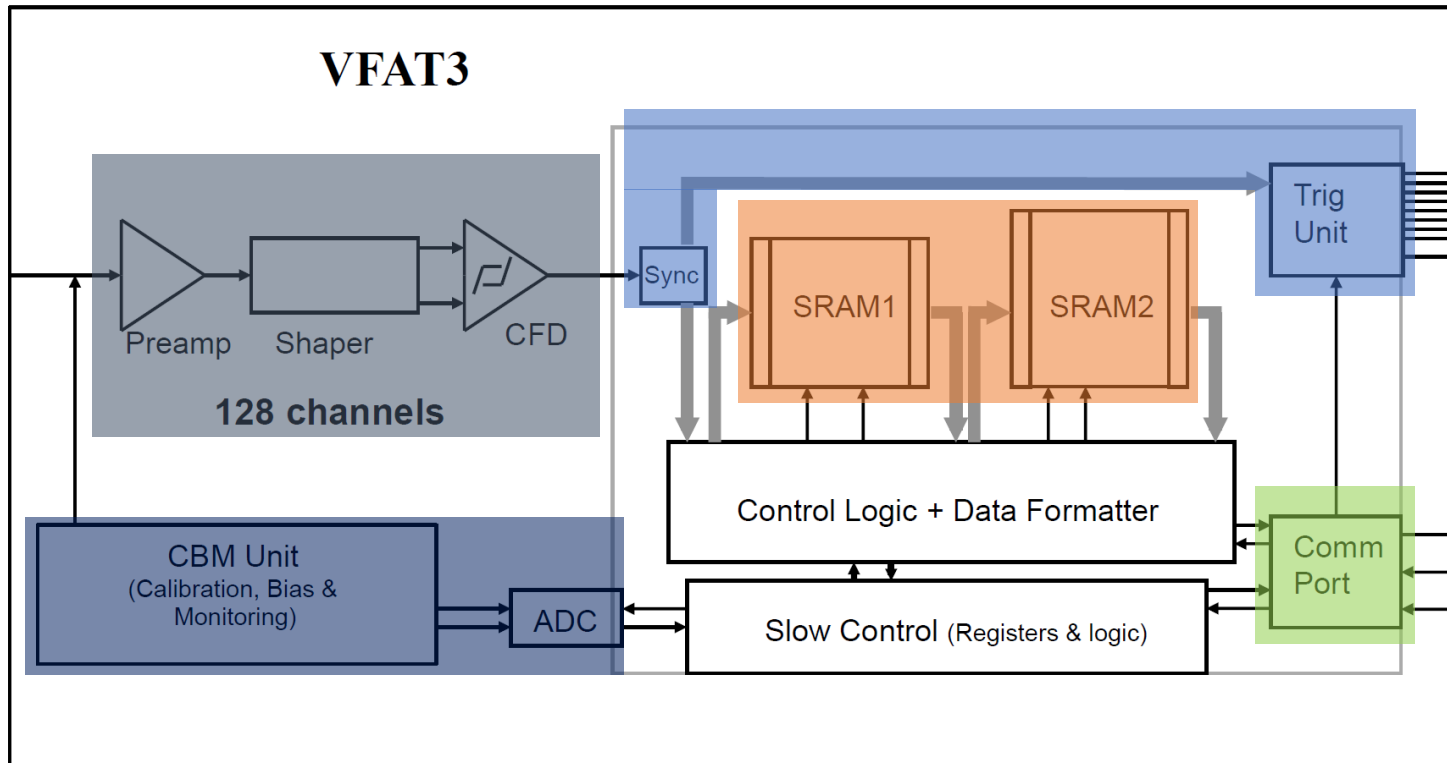 VFAT3
Preamp
Shaper
CFD
128 channels
Sync
SRAM1
SRAM2
Trig
Unit
Control Logic + Data Formatter
Comm
Port
CBM Unit
(Calibration, Bias &
Monitoring)
ADC
Slow Control (Registers & logic)